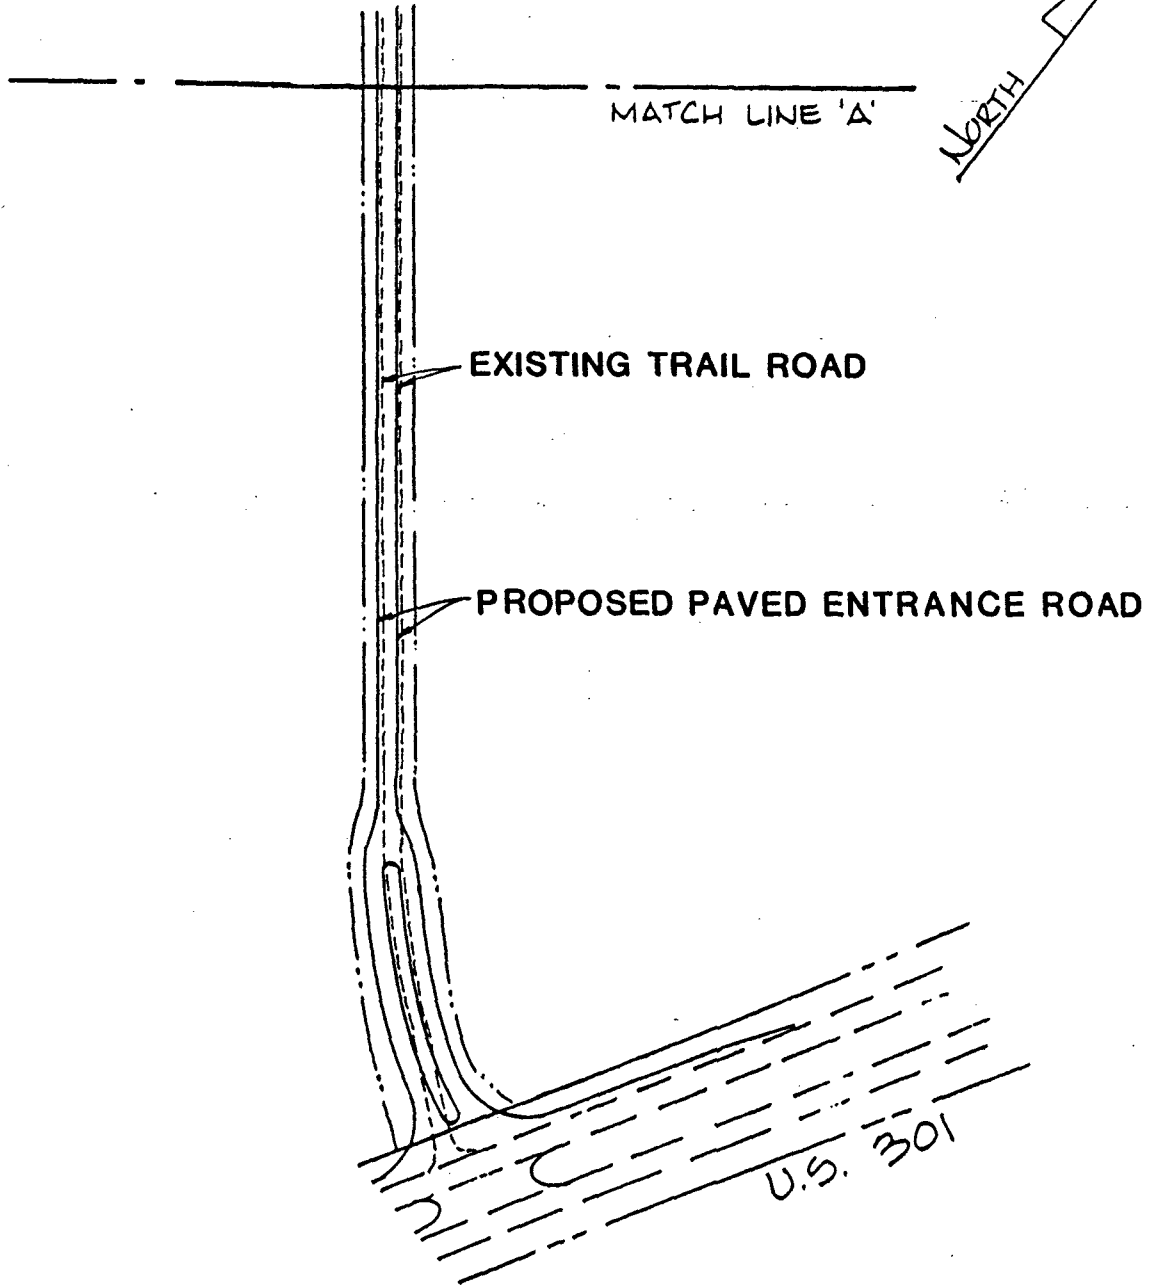 MATCH LINE 'A'
NORTH
EXISTING TRAIL ROAD
PROPOSED PAVED ENTRANCE ROAD
U.S. 301